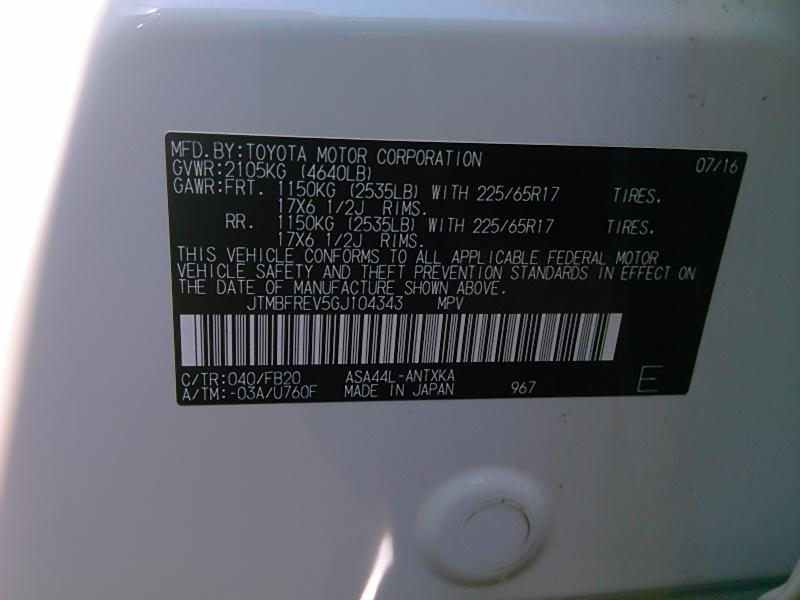 MFD.BY:TOYOTA MOTOR CORPORATION 07/16
GVWR:2105KG (4640LB)
GAWR:FRT. 1150KG (2535LB) WITH 225/65R17 TIRES.
17X6 1/2J RIMS.
RR. 1150KG (2535LB) WITH 225/65R17 TIRES.
17X6 1/2J RIMS.
THIS VEHICLE CONFORMS TO ALL APPLICABLE FEDERAL MOTOR
VEHICLE SAFETY AND THEFT PREVENTION STANDARDS IN EFFECT ON
THE DATE OF MANUFACTURE SHOWN ABOVE.
JTMBFREV5GJ104343 MPV
C/TR:040/FB20 ASA44L-ANTXKA
A/TM:-03A/U760F MADE IN JAPAN 967 E